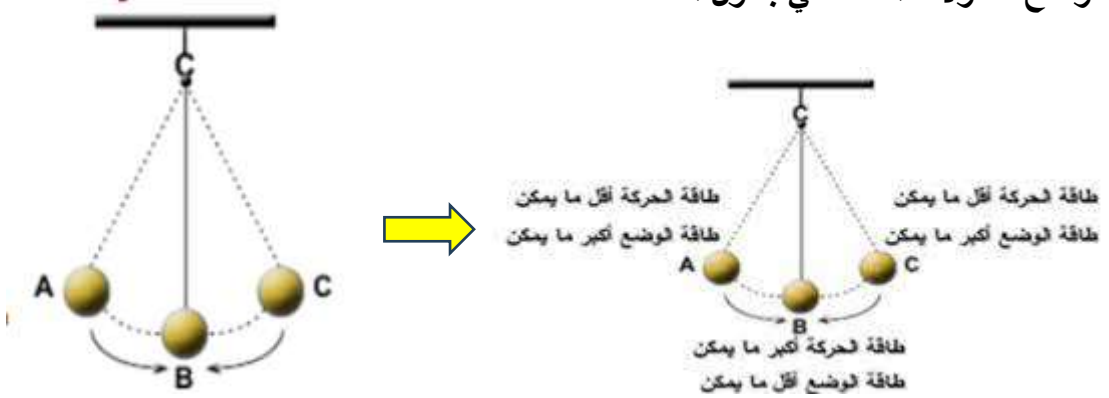 C
A
C
B
C
طاقة الحركة أقل ما يمكن
طاقة الوضع أكبر ما يمكن
طاقة الحركة أقل ما يمكن
طاقة الوضع أكبر ما يمكن
A
C
B
طاقة الحركة أكبر ما يمكن
طاقة الوضع أقل ما يمكن